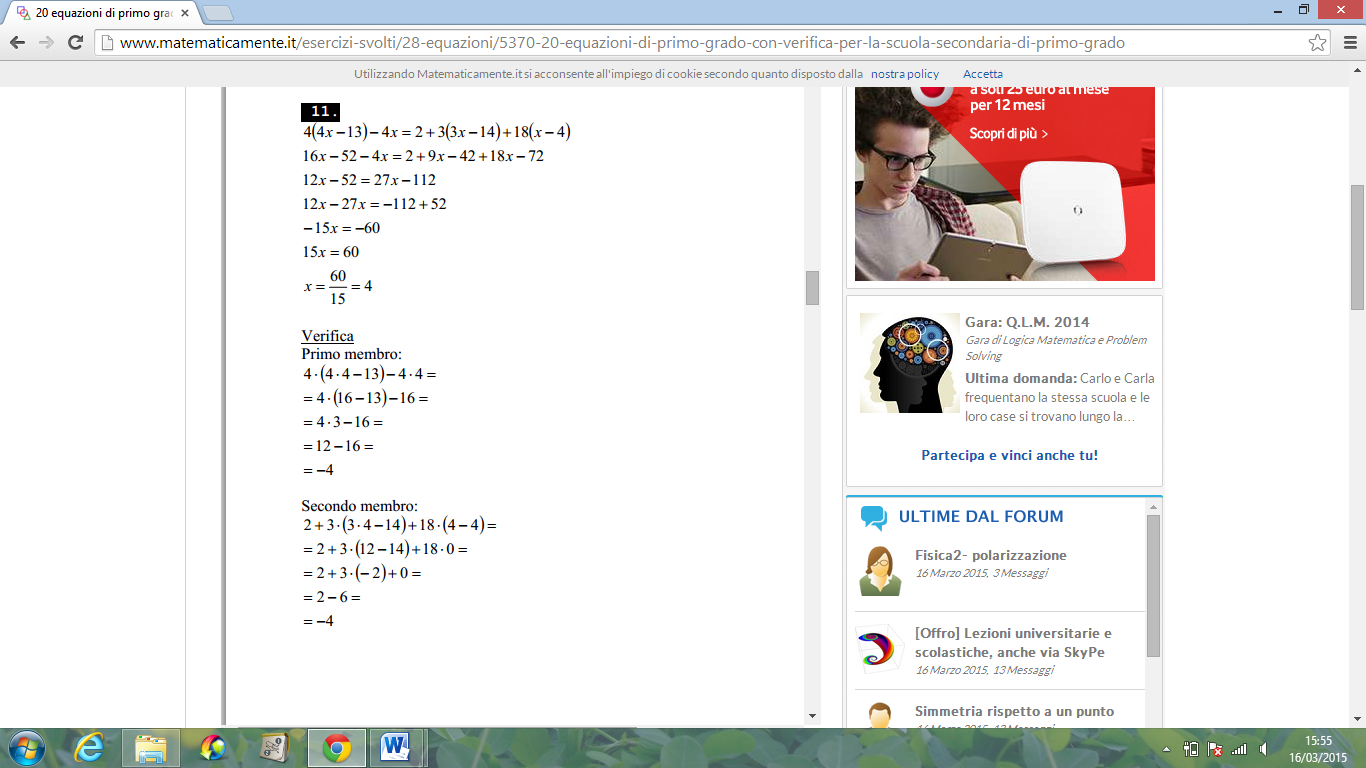 20 equazioni di primo gra
www.matematicamente.it/esercizi-svolti/28-equazioni/5370-20-equazioni-di-primo-grado-con-verifica-per-la-scuola-secondaria-di-primo-grado
Utilizzando Matematicamente.it si acconsente all'impiego di cookie secondo quanto disposto dalla nostra policy Accetta
11.
4(4x−13)−4x = 2+3(3x−14)+18(x−4)
16x−52−4x = 2+9x−42+18x−72
12x−52 = 27x−112
12x−27x = −112+52
−15x = −60
15x = 60
x = 60/15 = 4
Verifica
Primo membro:
4·(4·4−13)−4·4 =
= 4·(16−13)−16 =
= 4·3−16 =
= 12−16 =
= −4
Secondo membro:
2+3·(3·4−14)+18·(4−4) =
= 2+3·(12−14)+18·0 =
= 2+3·(−2)+0 =
= 2−6 =
= −4
a soli 25 euro al mese
per 12 mesi
Scopri di più >
Gara: Q.L.M. 2014
Gara di Logica Matematica e Problem
Solving
Ultima domanda: Carlo e Carla
frequentano la stessa scuola e le
loro case si trovano lungo la...
Partecipa e vinci anche tu!
ULTIME DAL FORUM
Fisica2- polarizzazione
16 Marzo 2015, 3 Messaggi
[Offro] Lezioni universitarie e
scolastiche, anche via SkyPe
16 Marzo 2015, 13 Messaggi
Simmetria rispetto a un punto
16 Marzo 2015, 13 Messaggi
15:55
16/03/2015